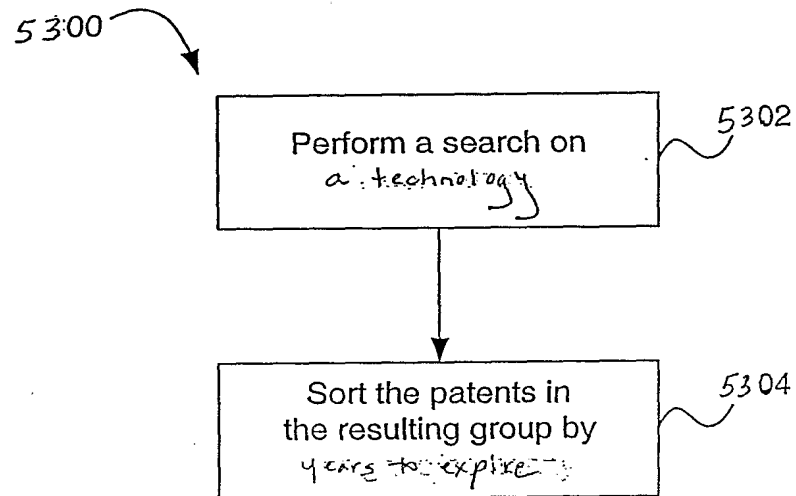 5300
5302
Perform a search on
a technology
5304
Sort the patents in
the resulting group by
years to expire